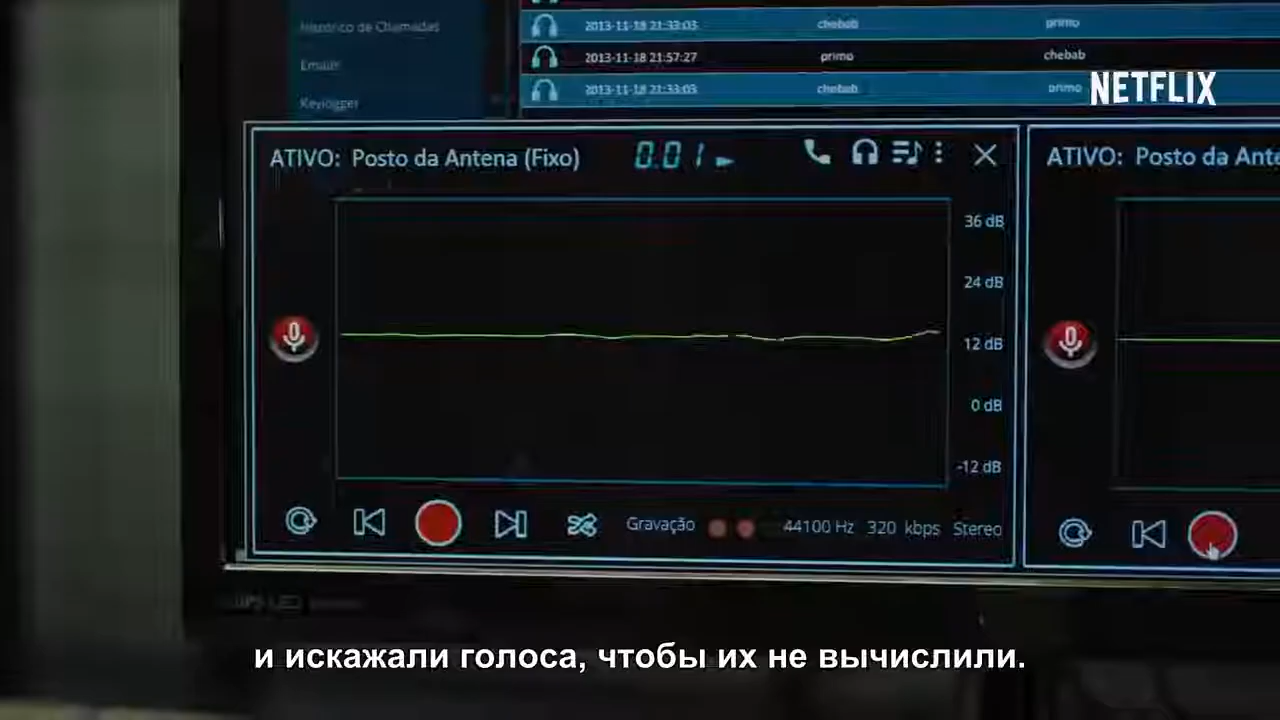 Histórico de Chamadas
2013-11-18 21:33:03 chebab primo
Emails
2013-11-18 21:57:27 primo chebab
Keylogger
2013-11-18 21:33:03 chebab primo
NETFLIX
ATIVO: Posto da Antena (Fixo) 0.01
ATIVO: Posto da Ante
36 dB
24 dB
12 dB
0 dB
-12 dB
Gravação 44100 Hz 320 kbps Stereo
и искажали голоса, чтобы их не вычислили.